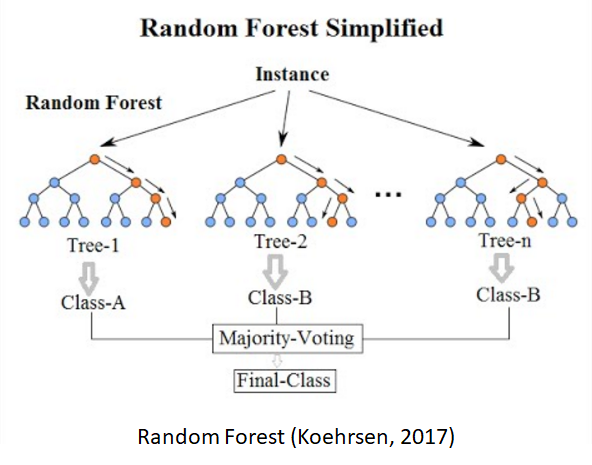 Random Forest Simplified
Instance
Random Forest
...
Tree-1 Tree-2 Tree-n
Class-A Class-B Class-B
Majority-Voting
Final-Class
Random Forest (Koehrsen, 2017)